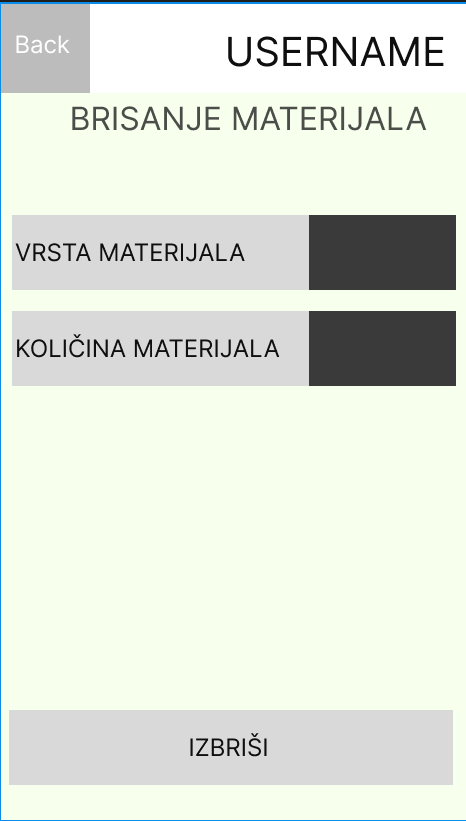 Back
USERNAME
BRISANJE MATERIJALA
VRSTA MATERIJALA
KOLIČINA MATERIJALA
IZBRIŠI